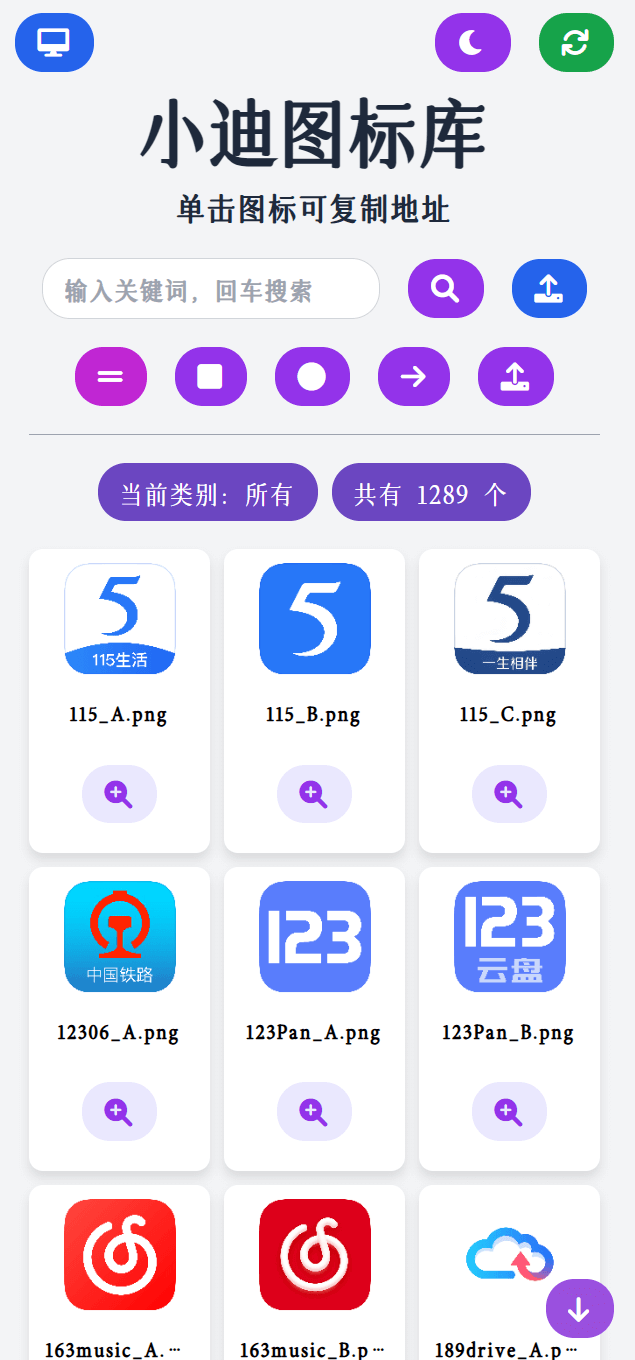 小迪图标库
单击图标可复制地址
输入关键词，回车搜索
当前类别：所有
共有 1289 个
5
115生活
115_A.png
5
115_B.png
5
一生相伴
115_C.png
中国铁路
12306_A.png
123
123Pan_A.png
123
云盘
123Pan_B.png
163music_A.…
163music_B.p…
189drive_A.p…